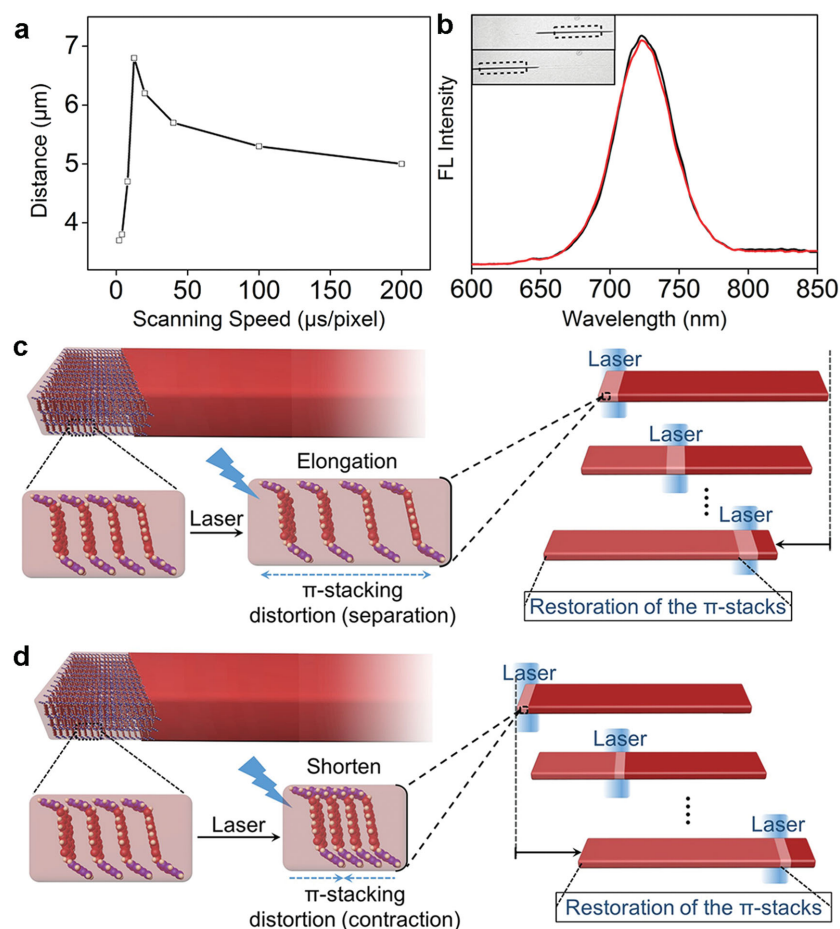 a
7
6
5
4
Distance (µm)
0 50 100 150 200
Scanning Speed (µs/pixel)
b
FL Intensity
600 650 700 750 800 850
Wavelength (nm)
c
Laser
Elongation
Laser
Laser
Laser
π-stacking
distortion (separation)
Restoration of the π-stacks
d
Laser
Shorten
Laser
Laser
Laser
π-stacking
distortion (contraction)
Restoration of the π-stacks